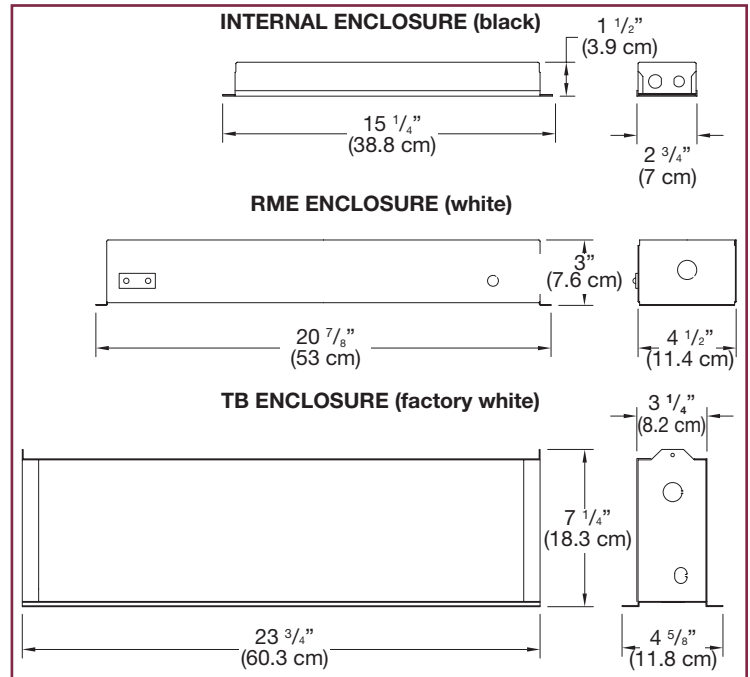 INTERNAL ENCLOSURE (black)
1 1/2”
(3.9 cm)
15 1/4”
(38.8 cm)
2 3/4”
(7 cm)
RME ENCLOSURE (white)
3”
(7.6 cm)
20 7/8”
(53 cm)
4 1/2”
(11.4 cm)
TB ENCLOSURE (factory white)
3 1/4”
(8.2 cm)
7 1/4”
(18.3 cm)
23 3/4”
(60.3 cm)
4 5/8”
(11.8 cm)